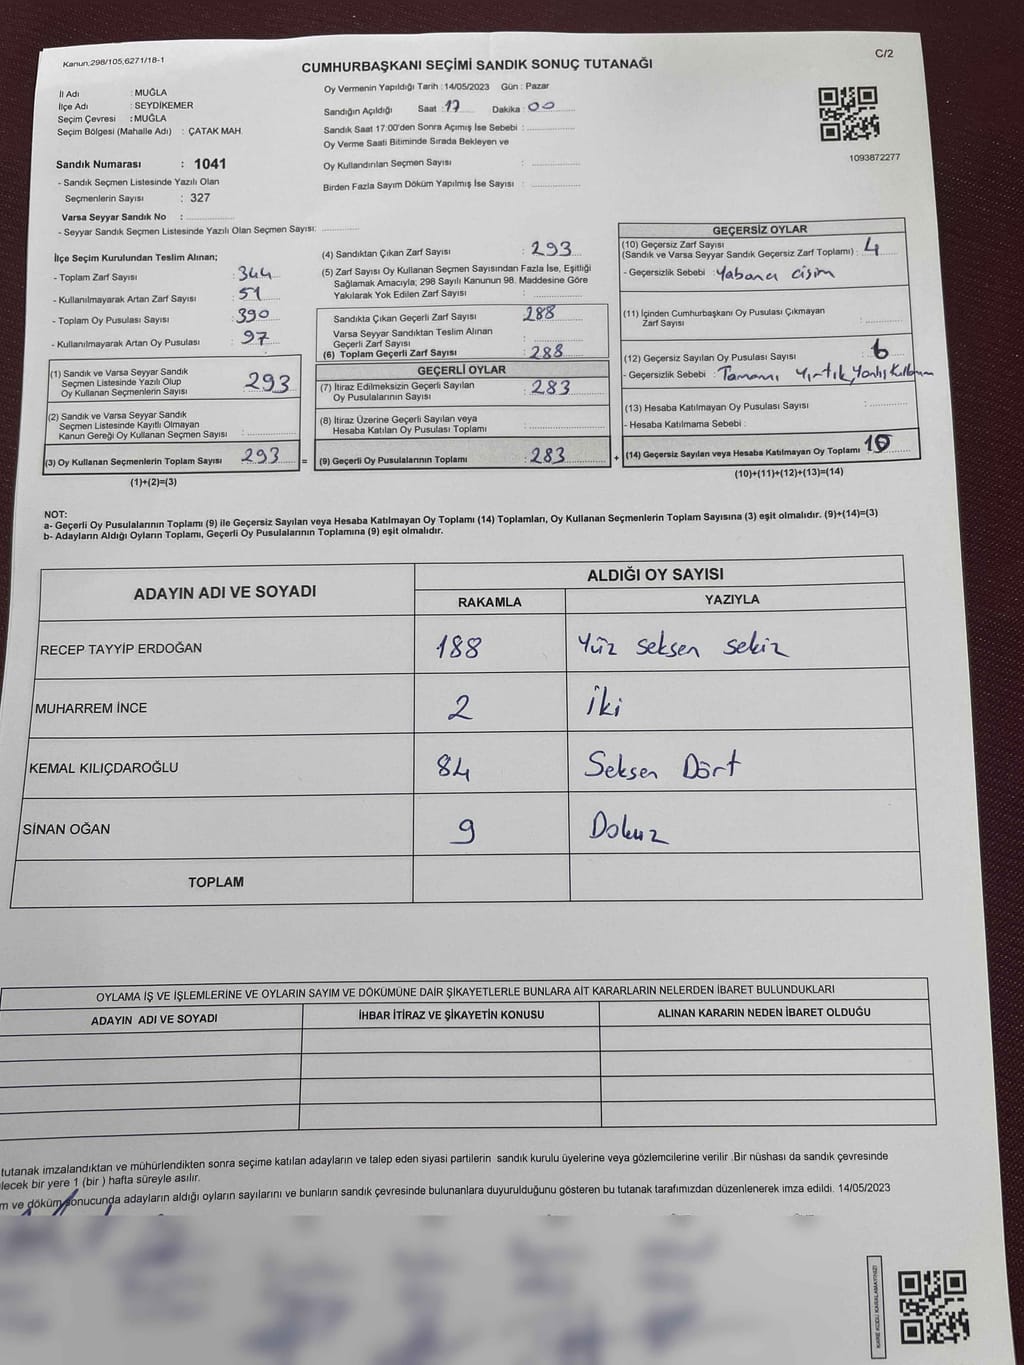 Kanun,298/105,6271/18-1
C/2
CUMHURBAŞKANI SEÇİMİ SANDIK SONUÇ TUTANAĞI
İl Adı : MUĞLA
İlçe Adı : SEYDİKEMER
Seçim Çevresi : MUĞLA
Seçim Bölgesi (Mahalle Adı) : ÇATAK MAH.
Sandık Numarası : 1041
- Sandık Seçmen Listesinde Yazılı Olan
Seçmenlerin Sayısı : 327
Varsa Seyyar Sandık No :
- Seyyar Sandık Seçmen Listesinde Yazılı Olan Seçmen Sayısı:
Oy Vermenin Yapıldığı Tarih : 14/05/2023 Gün : Pazar
Sandığın Açıldığı Saat : 17 Dakika : 00
Sandık Saat 17:00'den Sonra Açımış İse Sebebi :
Oy Verme Saati Bitiminde Sırada Bekleyen ve
Oy Kullandırılan Seçmen Sayısı :
Birden Fazla Sayım Döküm Yapılmış İse Sayısı :
1093872277
İlçe Seçim Kurulundan Teslim Alınan;
- Toplam Zarf Sayısı : 344
- Kullanılmayarak Artan Zarf Sayısı : 51
- Toplam Oy Pusulası Sayısı : 390
- Kullanılmayarak Artan Oy Pusulası : 97
(1) Sandık ve Varsa Seyyar Sandık
Seçmen Listesinde Yazılı Olup
Oy Kullanan Seçmenlerin Sayısı : 293
(2) Sandık ve Varsa Seyyar Sandık
Seçmen Listesinde Kayıtlı Olmayan
Kanun Gereği Oy Kullanan Seçmen Sayısı :
(3) Oy Kullanan Seçmenlerin Toplam Sayısı : 293 =
(1)+(2)=(3)
(4) Sandıktan Çıkan Zarf Sayısı : 293
(5) Zarf Sayısı Oy Kullanan Seçmen Sayısından Fazla İse, Eşitliği
Sağlamak Amacıyla; 298 Sayılı Kanunun 98. Maddesine Göre
Yakılarak Yok Edilen Zarf Sayısı :
Sandıkta Çıkan Geçerli Zarf Sayısı : 288
Varsa Seyyar Sandıktan Teslim Alınan
Geçerli Zarf Sayısı :
(6) Toplam Geçerli Zarf Sayısı : 288
GEÇERLİ OYLAR
(7) İtiraz Edilmeksizin Geçerli Sayılan
Oy Pusulasının Sayısı : 283
(8) İtiraz Üzerine Geçerli Sayılan veya
Hesaba Katılan Oy Pusulası Toplamı :
(9) Geçerli Oy Pusulalarının Toplamı : 283 +
GEÇERSİZ OYLAR
(10) Geçersiz Zarf Sayısı
(Sandık ve Varsa Seyyar Sandık Geçersiz Zarf Toplamı) : 4
- Geçersizlik Sebebi : Yabancı cisim
(11) İçinden Cumhurbaşkanı Oy Pusulası Çıkmayan
Zarf Sayısı :
(12) Geçersiz Sayılan Oy Pusulası Sayısı : 6
- Geçersizlik Sebebi : Tamamı Yırtık, Yanlış Kullanım
(13) Hesaba Katılmayan Oy Pusulası Sayısı :
- Hesaba Katılmama Sebebi :
(14) Geçersiz Sayılan veya Hesaba Katılmayan Oy Toplamı : 10
(10)+(11)+(12)+(13)=(14)
NOT:
a- Geçerli Oy Pusulalarının Toplamı (9) ile Geçersiz Sayılan veya Hesaba Katılmayan Oy Toplamı (14) Toplamları, Oy Kullanan Seçmenlerin Toplam Sayısına (3) eşit olmalıdır. (9)+(14)=(3)
b- Adayların Aldığı Oyların Toplamı, Geçerli Oy Pusulalarının Toplamına (9) eşit olmalıdır.
ADAYIN ADI VE SOYADI
ALDIĞI OY SAYISI
RAKAMLA YAZIYLA
RECEP TAYYİP ERDOĞAN 188 Yüz seksen sekiz
MUHARREM İNCE 2 İki
KEMAL KILIÇDAROĞLU 84 Seksen Dört
SİNAN OĞAN 9 Dokuz
TOPLAM
OYLAMA İŞ VE İŞLEMLERİNE VE OYLARIN SAYIM VE DÖKÜMÜNE DAİR ŞİKAYETLERLE BUNLARA AİT KARARLARIN NELERDEN İBARET BULUNDUKLARI
ADAYIN ADI VE SOYADI İHBAR İTİRAZ VE ŞİKAYETİN KONUSU ALINAN KARARIN NEDEN İBARET OLDUĞU
tutanak imzalandıktan ve mühürlendikten sonra seçime katılan adayların ve talep eden siyasi partilerin sandık kurulu üyelerine veya gözlemcilerine verilir .Bir nüshası da sandık çevresinde
lecek bir yere 1 (bir ) hafta süreyle asılır.
m ve döküm sonucunda adayların aldığı oyların sayılarını ve bunların sandık çevresinde bulunanlara duyurulduğunu gösteren bu tutanak tarafımızdan düzenlenerek imza edildi. 14/05/2023
KARE KODU KARALAMAYINIZ!